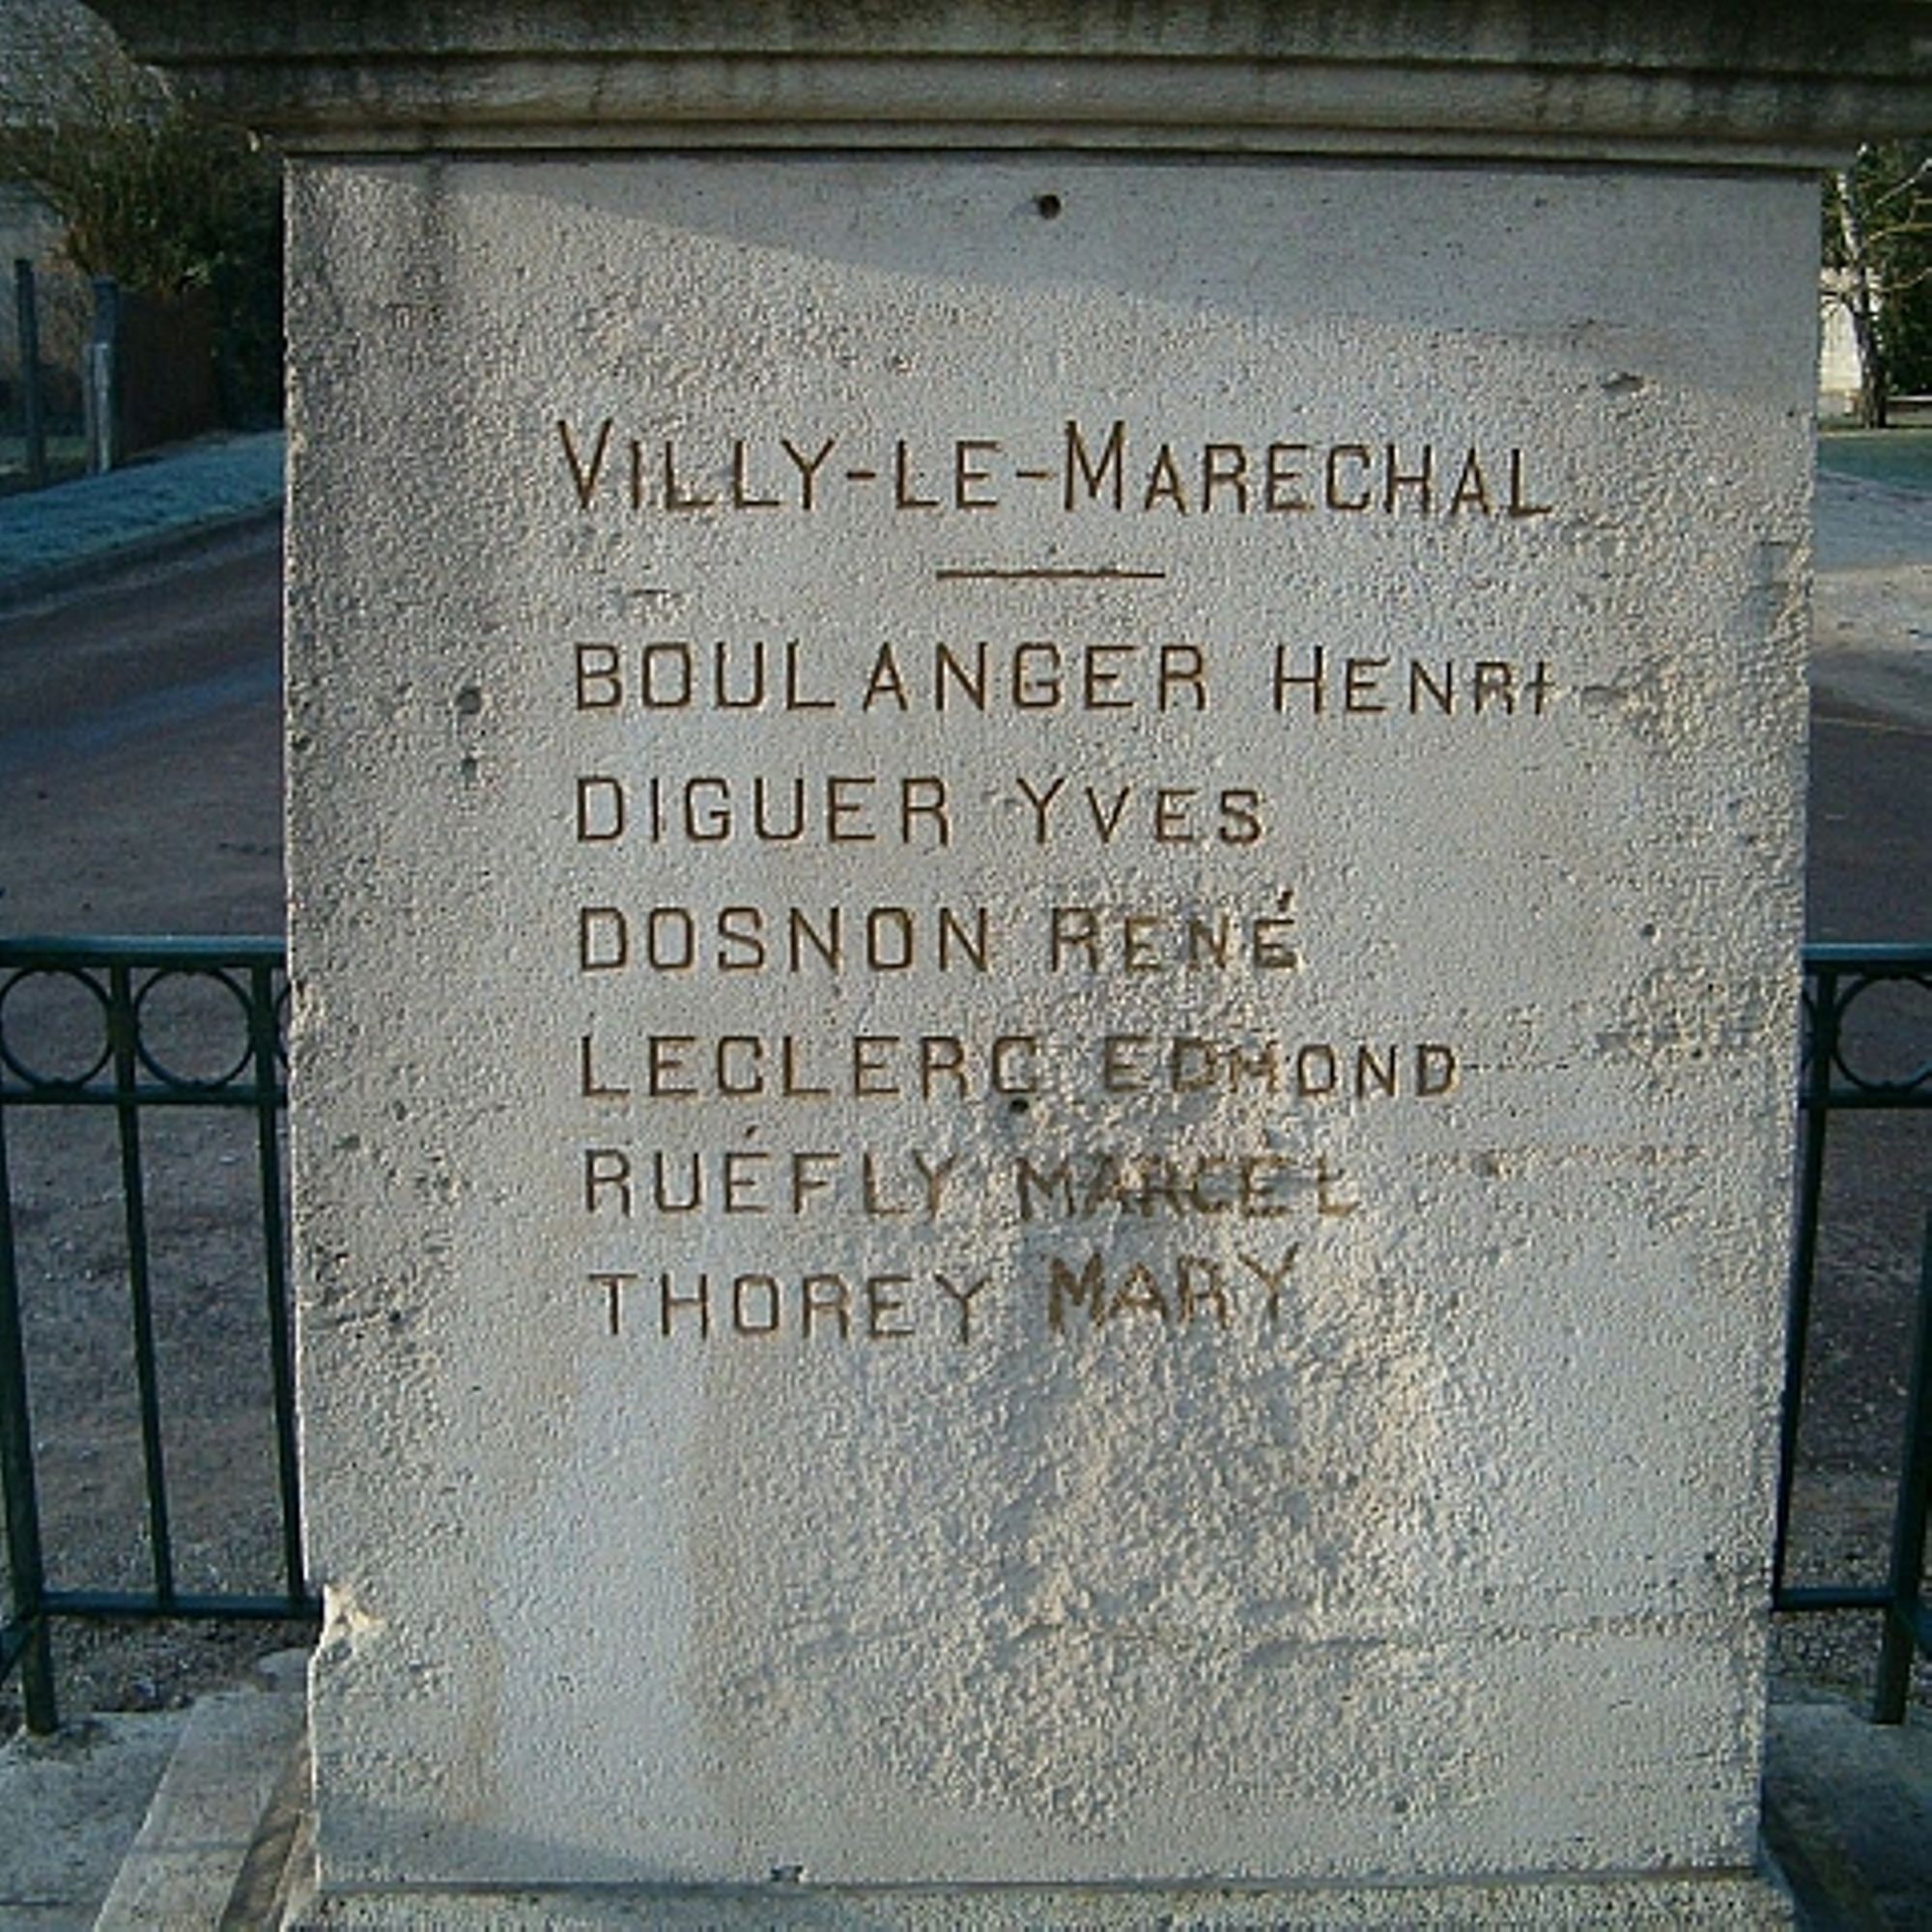 VILLY-LE-MARECHAL
BOULANGER HENRI
DIGUER YVES
DOSNON RENÉ
LECLERC EDMOND
RUÉFLY MARCEL
THOREY MARY